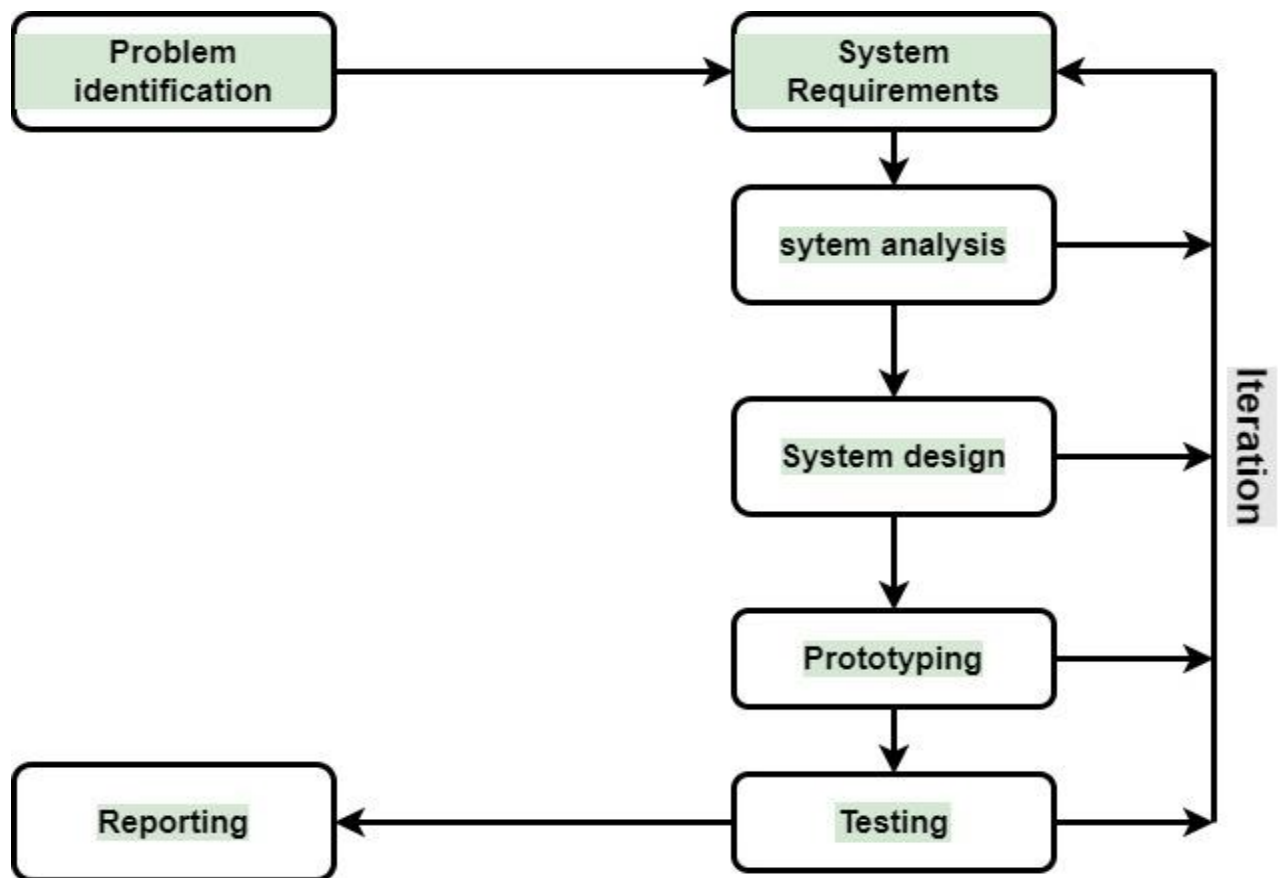 Problem
identification
System
Requirements
sytem analysis
System design
Iteration
Prototyping
Reporting
Testing